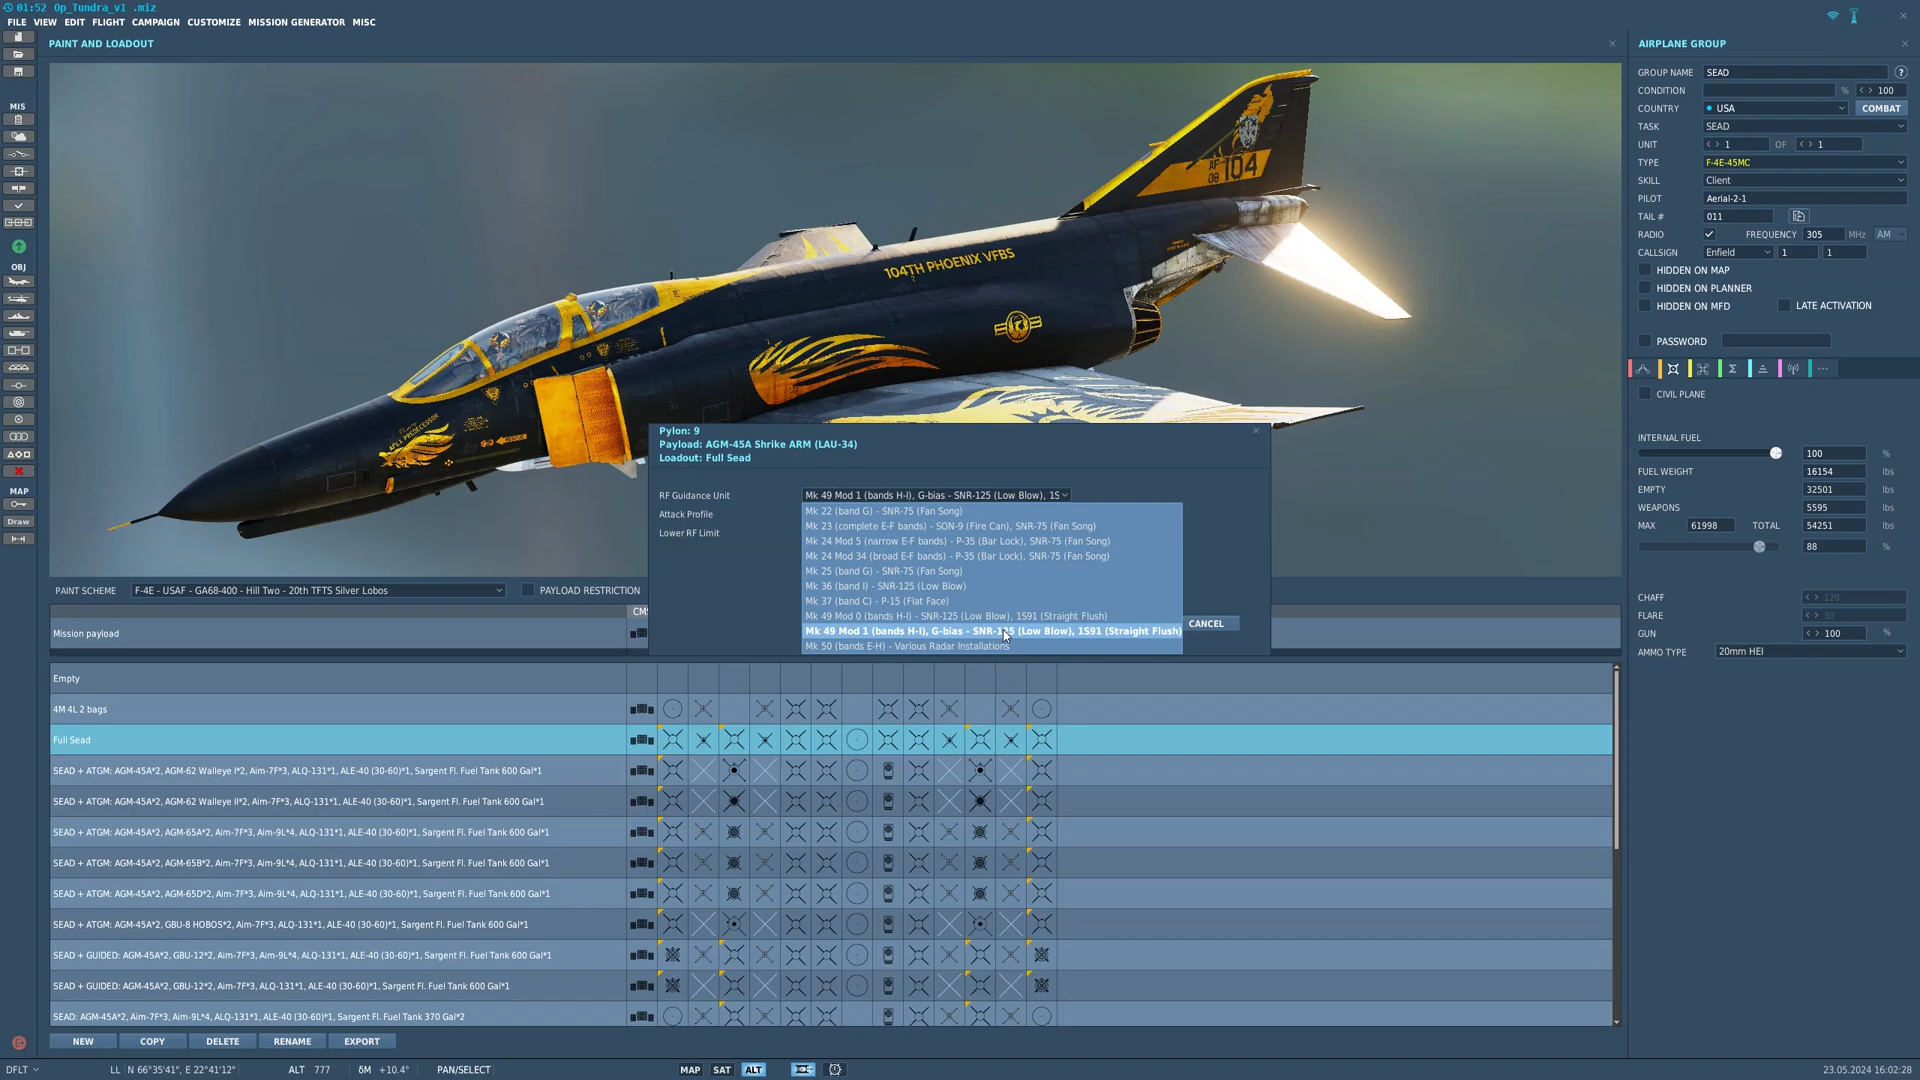 01:52 Op_Tundra_v1 .miz
FILE VIEW EDIT FLIGHT CAMPAIGN CUSTOMIZE MISSION GENERATOR MISC
PAINT AND LOADOUT
MIS
OBJ
MAP
Draw
AF 08 104
104TH PHOENIX VFBS
Pylon: 9
Payload: AGM-45A Shrike ARM (LAU-34)
Loadout: Full Sead
RF Guidance Unit Mk 49 Mod 1 (bands H-I), G-bias - SNR-125 (Low Blow), 1S
Attack Profile
Lower RF Limit
Mk 22 (band G) - SNR-75 (Fan Song)
Mk 23 (complete E-F bands) - SON-9 (Fire Can), SNR-75 (Fan Song)
Mk 24 Mod 5 (narrow E-F bands) - P-35 (Bar Lock), SNR-75 (Fan Song)
Mk 24 Mod 34 (broad E-F bands) - P-35 (Bar Lock), SNR-75 (Fan Song)
Mk 25 (band G) - SNR-75 (Fan Song)
Mk 36 (band I) - SNR-125 (Low Blow)
Mk 37 (band C) - P-15 (Flat Face)
Mk 49 Mod 0 (bands H-I) - SNR-125 (Low Blow), 1S91 (Straight Flush)
Mk 49 Mod 1 (bands H-I), G-bias - SNR-125 (Low Blow), 1S91 (Straight Flush)
Mk 50 (bands E-H) - Various Radar Installations
CANCEL
PAINT SCHEME F-4E - USAF - GA68-400 - Hill Two - 20th TFTS Silver Lobos PAYLOAD RESTRICTION
CMS
Mission payload
Empty
4M 4L 2 bags
Full Sead
SEAD + ATGM: AGM-45A*2, AGM-62 Walleye I*2, Aim-7F*3, ALQ-131*1, ALE-40 (30-60)*1, Sargent Fl. Fuel Tank 600 Gal*1
SEAD + ATGM: AGM-45A*2, AGM-62 Walleye II*2, Aim-7F*3, ALQ-131*1, ALE-40 (30-60)*1, Sargent Fl. Fuel Tank 600 Gal*1
SEAD + ATGM: AGM-45A*2, AGM-65A*2, Aim-7F*3, Aim-9L*4, ALQ-131*1, ALE-40 (30-60)*1, Sargent Fl. Fuel Tank 600 Gal*1
SEAD + ATGM: AGM-45A*2, AGM-65B*2, Aim-7F*3, Aim-9L*4, ALQ-131*1, ALE-40 (30-60)*1, Sargent Fl. Fuel Tank 600 Gal*1
SEAD + ATGM: AGM-45A*2, AGM-65D*2, Aim-7F*3, Aim-9L*4, ALQ-131*1, ALE-40 (30-60)*1, Sargent Fl. Fuel Tank 600 Gal*1
SEAD + ATGM: AGM-45A*2, GBU-8 HOBOS*2, Aim-7F*3, ALQ-131*1, ALE-40 (30-60)*1, Sargent Fl. Fuel Tank 600 Gal*1
SEAD + GUIDED: AGM-45A*2, GBU-12*2, Aim-7F*3, Aim-9L*4, ALQ-131*1, ALE-40 (30-60)*1, Sargent Fl. Fuel Tank 600 Gal*1
SEAD + GUIDED: AGM-45A*2, GBU-12*2, Aim-7F*3, ALQ-131*1, ALE-40 (30-60)*1, Sargent Fl. Fuel Tank 600 Gal*1
SEAD: AGM-45A*2, Aim-7F*3, Aim-9L*4, ALQ-131*1, ALE-40 (30-60)*1, Sargent Fl. Fuel Tank 370 Gal*2
NEW COPY DELETE RENAME EXPORT
AIRPLANE GROUP
GROUP NAME SEAD ?
CONDITION % < > 100
COUNTRY USA COMBAT
TASK SEAD
UNIT < > 1 OF < > 1
TYPE F-4E-45MC
SKILL Client
PILOT Aerial-2-1
TAIL # 011
RADIO FREQUENCY 305 MHz AM
CALLSIGN Enfield 1 1
HIDDEN ON MAP
HIDDEN ON PLANNER
HIDDEN ON MFD LATE ACTIVATION
PASSWORD
CIVIL PLANE
INTERNAL FUEL 100 %
FUEL WEIGHT 16154 lbs
EMPTY 32501 lbs
WEAPONS 5595 lbs
MAX 61998 TOTAL 54251 lbs
88 %
CHAFF < > 120
FLARE < > 30
GUN < > 100 %
AMMO TYPE 20mm HEI
DFLT LL N 66°35'41", E 22°41'12" ALT 777 δM +10.4° PAN/SELECT MAP SAT ALT 23.05.2024 16:02:28